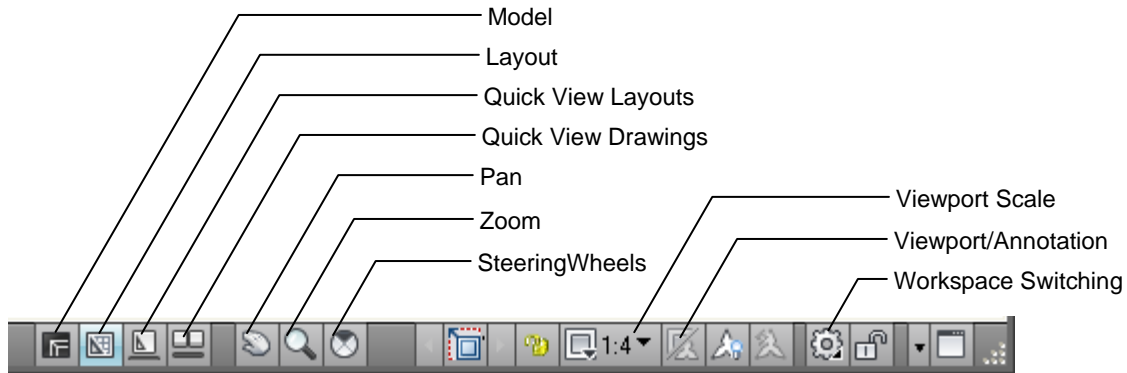 Model
Layout
Quick View Layouts
Quick View Drawings
Pan
Zoom
SteeringWheels
Viewport Scale
Viewport/Annotation
Workspace Switching
1:4